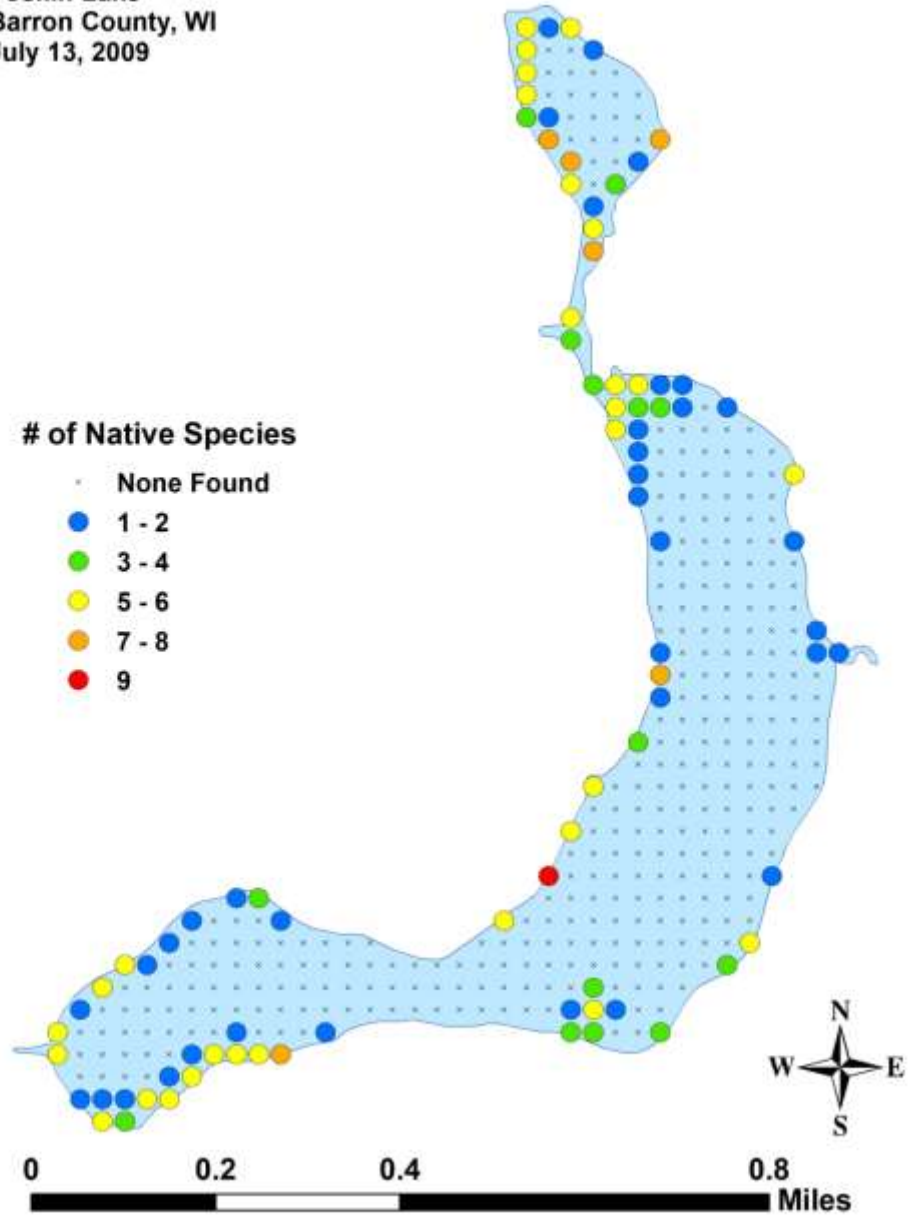 Barron County, WI
July 13, 2009
# of Native Species
None Found
1 - 2
3 - 4
5 - 6
7 - 8
9
N
W E
S
0 0.2 0.4 0.8
Miles